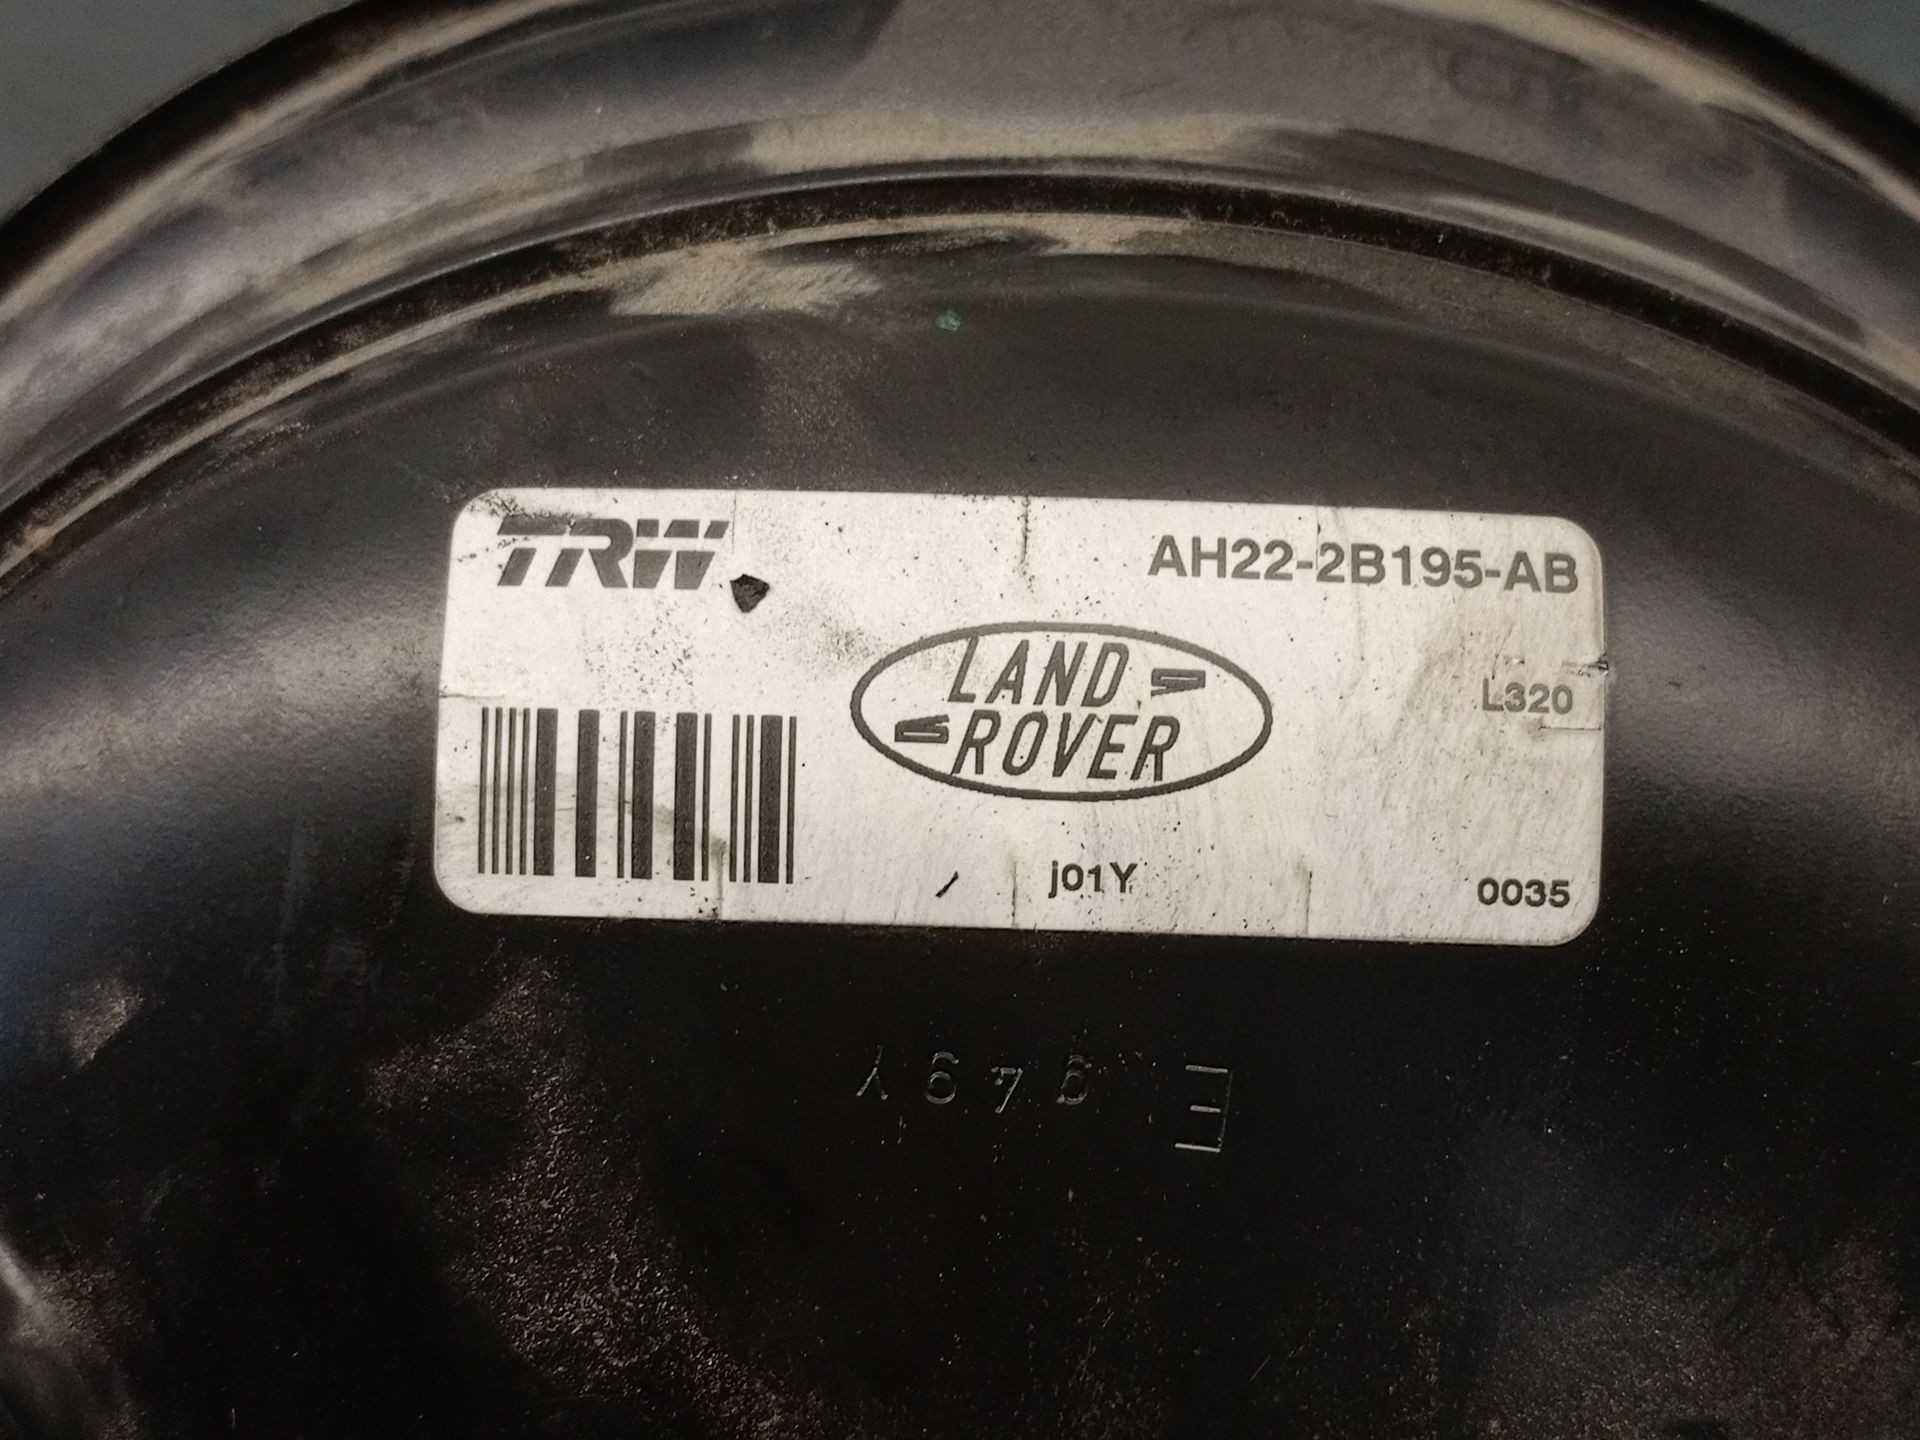 TRW
AH22-2B195-AB
LAND
ROVER
L320
j01Y
0035
E 949Y